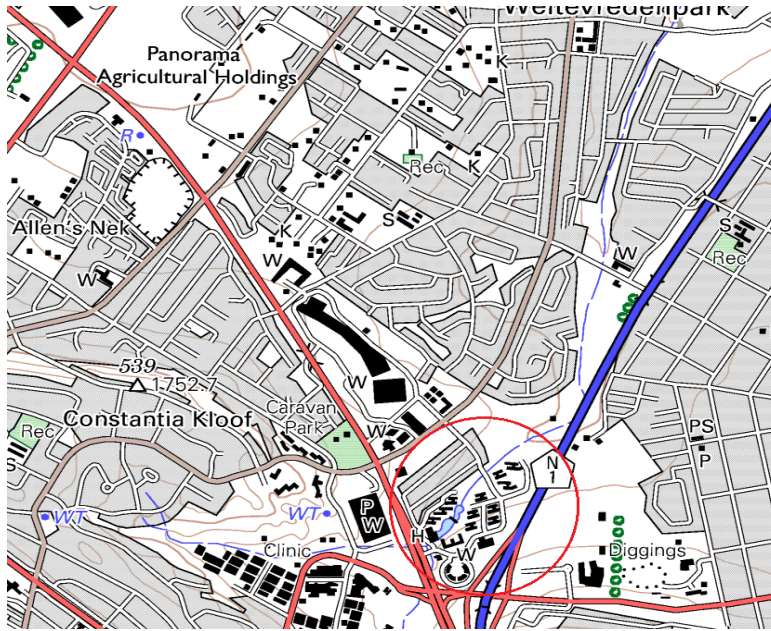 Weltevredenpark
Panorama
Agricultural Holdings
K
R
Rec
K
S
Allen's Nek
K
S
W
W
W
Rec
539
1 752.7
W
Caravan
Park
Constantia Kloof
W
PS
Rec
P
S
N
1
WT
WT
P
W
H
E
W
Clinic
Diggings